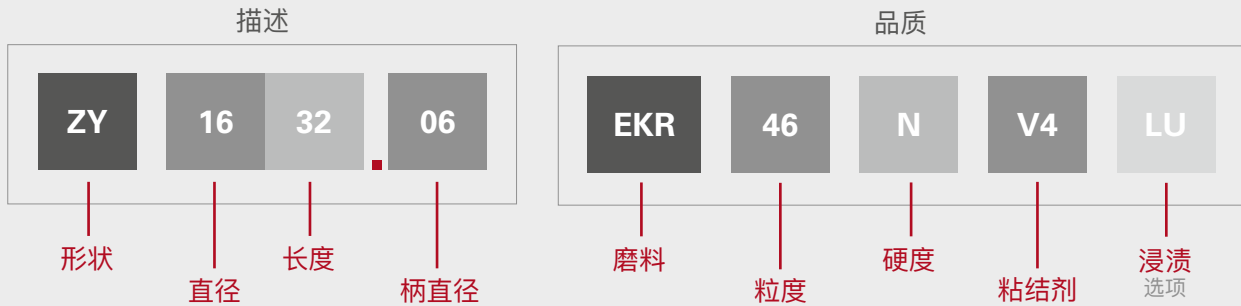 描述
品质
ZY 16 32 . 06
EKR 46 N V4 LU
形状 直径 长度 柄直径
磨料 粒度 硬度 粘结剂 浸渍
选项